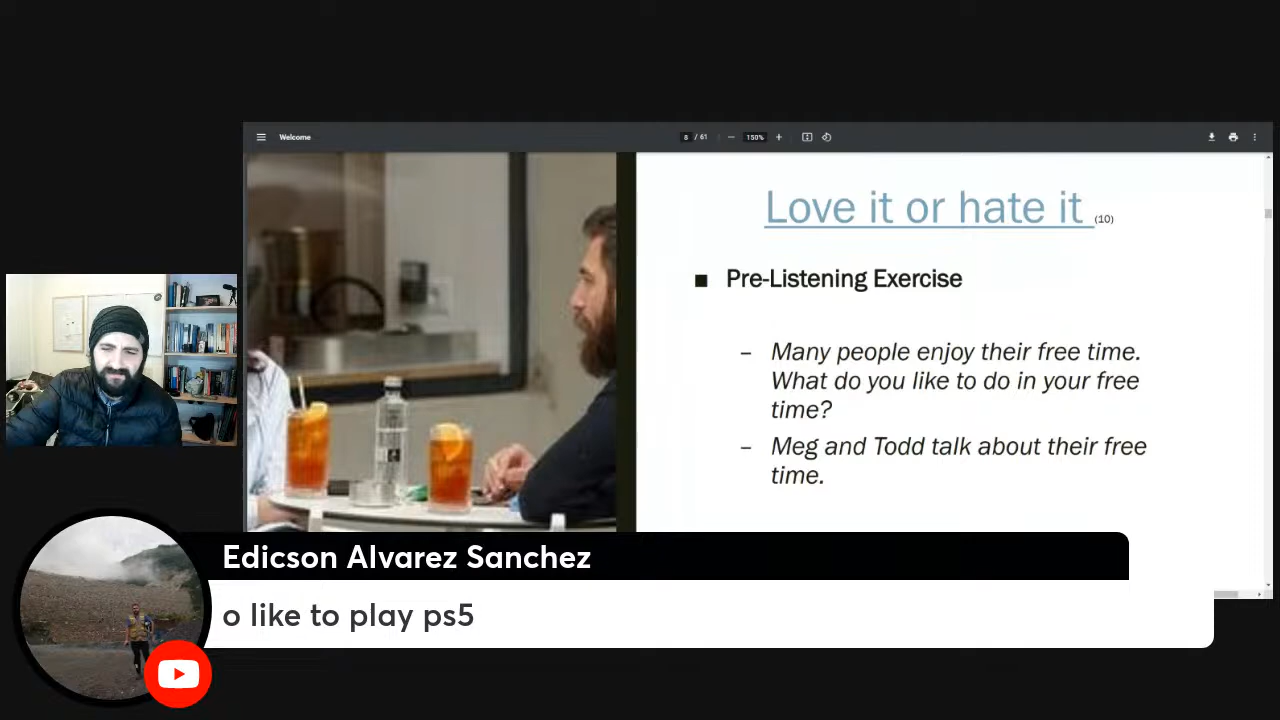 Welcome
8 / 61
150%
Love it or hate it (10)
Pre-Listening Exercise
– Many people enjoy their free time.
What do you like to do in your free
time?
– Meg and Todd talk about their free
time.
Edicson Alvarez Sanchez
o like to play ps5